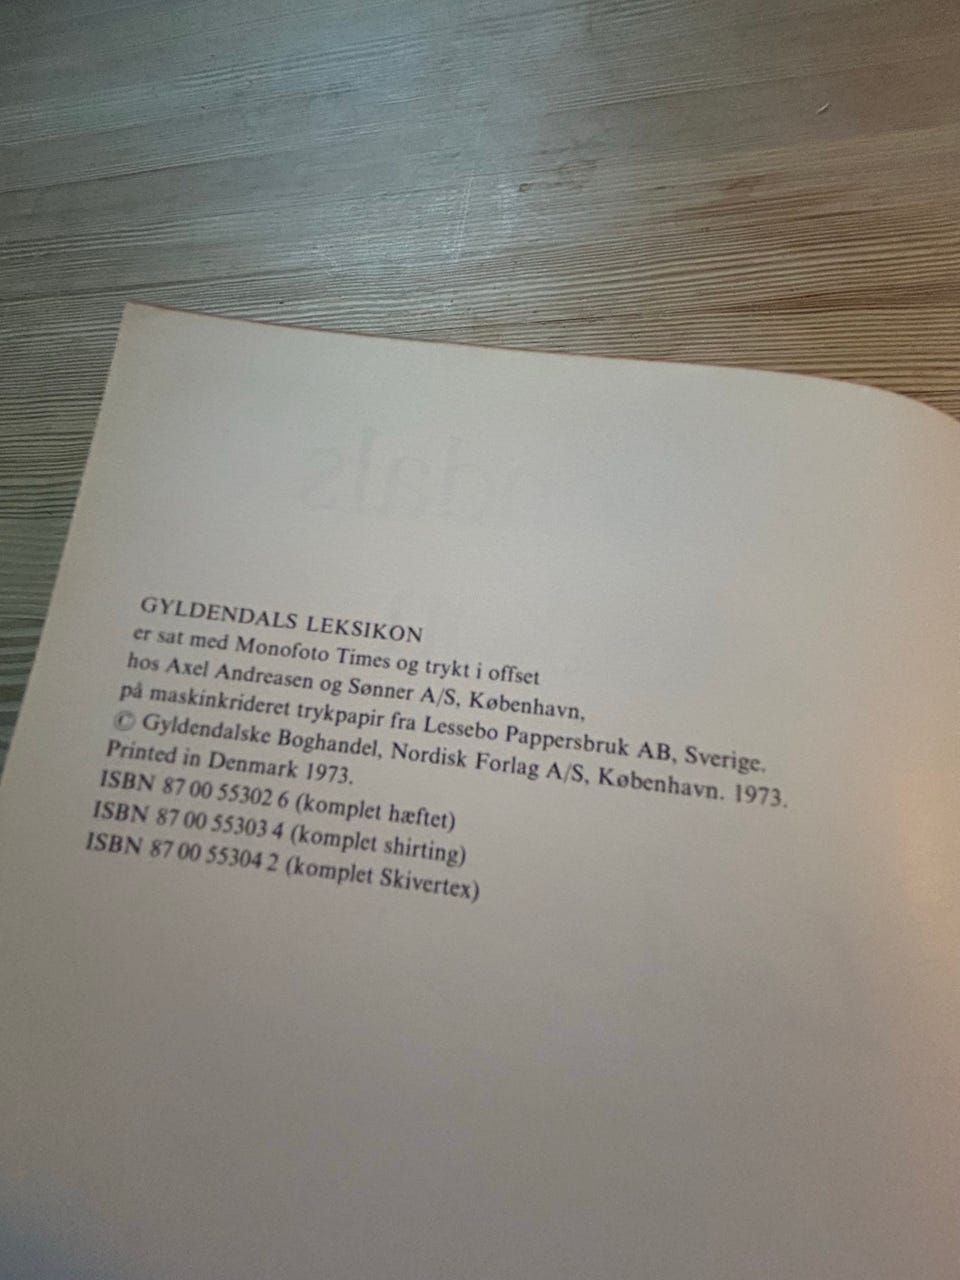 GYLDENDALS LEKSIKON
er sat med Monofoto Times og trykt i offset
hos Axel Andreasen og Sønner A/S, København,
på maskinkrideret trykpapir fra Lessebo Pappersbruk AB, Sverige.
© Gyldendalske Boghandel, Nordisk Forlag A/S, København. 1973.
Printed in Denmark 1973.
ISBN 87 00 55302 6 (komplet hæftet)
ISBN 87 00 55303 4 (komplet shirting)
ISBN 87 00 55304 2 (komplet Skivertex)